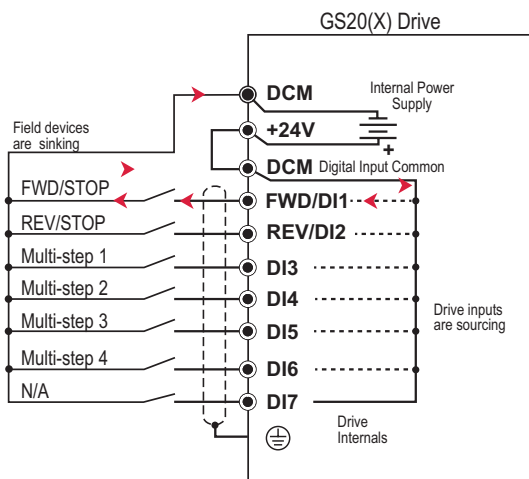 GS20(X) Drive
DCM
Internal Power
Supply
+24V
+
Field devices
are sinking
DCM
Digital Input Common
FWD/STOP
FWD/DI1
REV/STOP
REV/DI2
Multi-step 1
DI3
Multi-step 2
DI4
Drive inputs
are sourcing
Multi-step 3
DI5
Multi-step 4
DI6
N/A
DI7
Drive
Internals